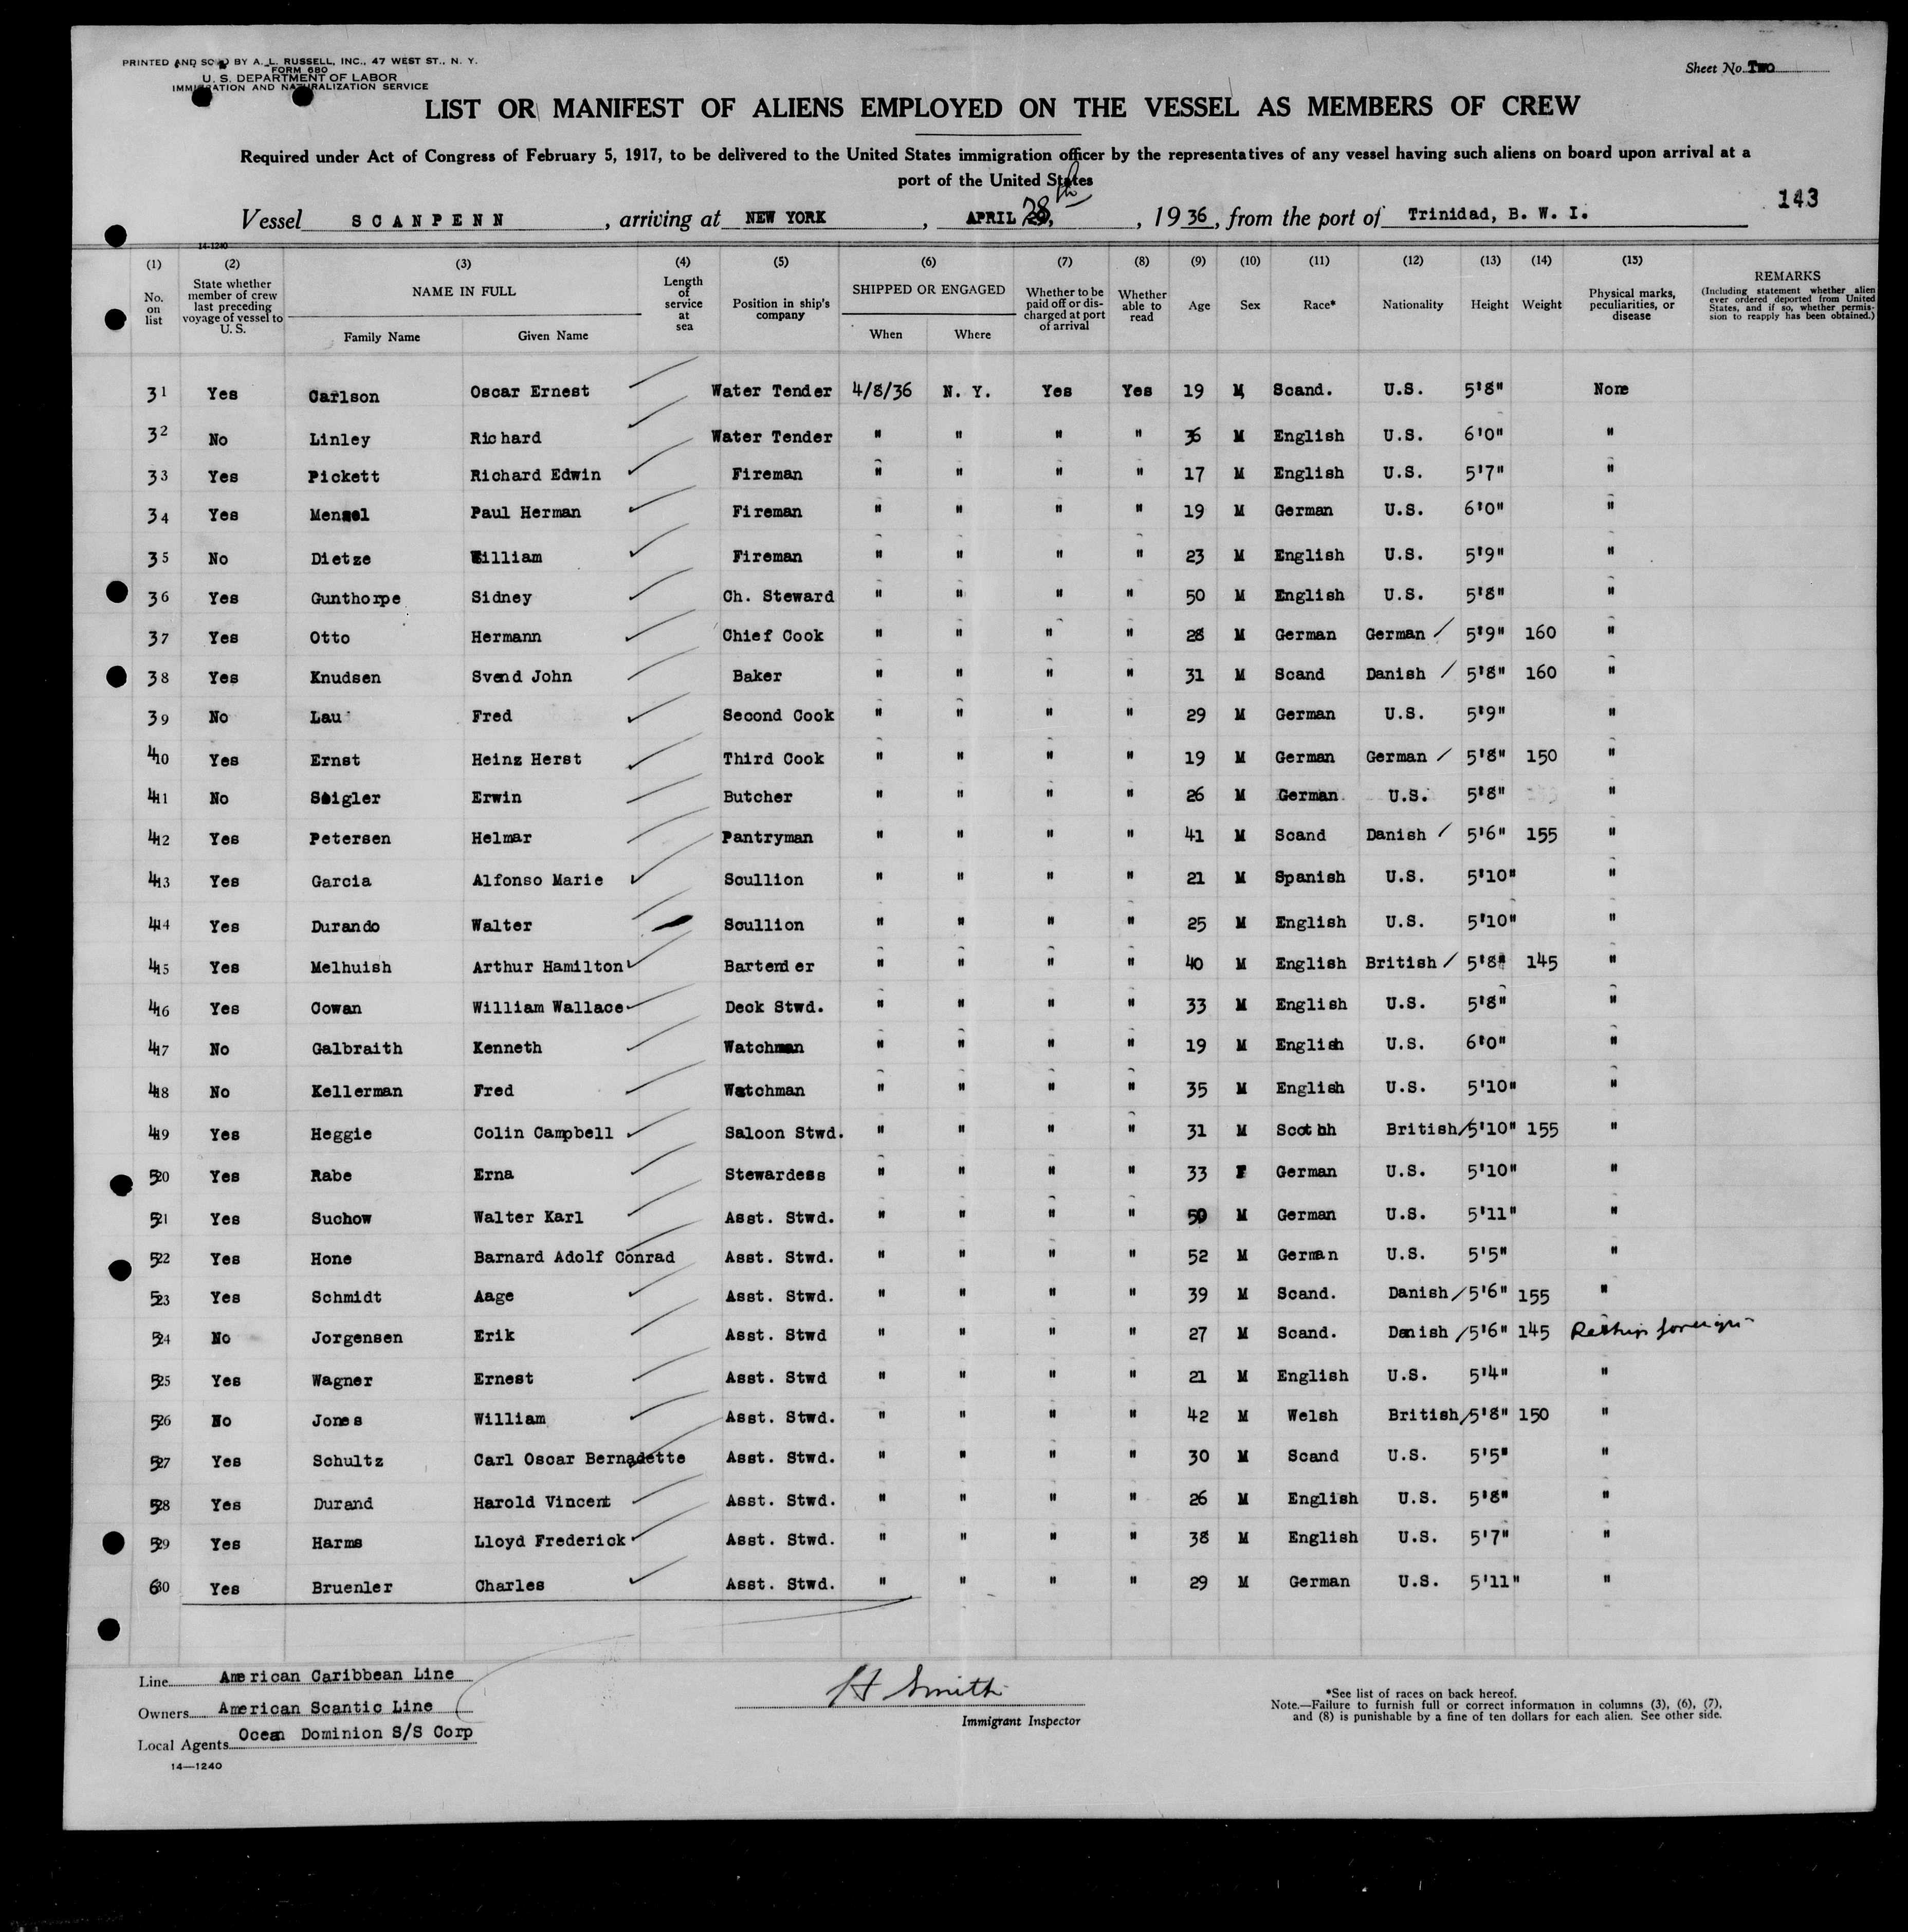 PRINTED AND SOLD BY A. L. RUSSELL, INC., 47 WEST ST., N. Y.
FORM 680
U. S. DEPARTMENT OF LABOR
IMMIGRATION AND NATURALIZATION SERVICE
Sheet No. Two
LIST OR MANIFEST OF ALIENS EMPLOYED ON THE VESSEL AS MEMBERS OF CREW
Required under Act of Congress of February 5, 1917, to be delivered to the United States immigration officer by the representatives of any vessel having such aliens on board upon arrival at a
port of the United States
143
Vessel SCANPENN, arriving at NEW YORK, APRIL 28th, 1936, from the port of Trinidad, B. W. I.
14-1240
(1) (2) (3) (4) (5) (6) (7) (8) (9) (10) (11) (12) (13) (14) (15)
No. on list State whether member of crew last preceding voyage of vessel to U. S. NAME IN FULL Family Name Given Name Length of service at sea Position in ship's company SHIPPED OR ENGAGED When Where Whether to be paid off or discharged at port of arrival Whether able to read Age Sex Race* Nationality Height Weight Physical marks, peculiarities, or disease REMARKS (Including statement whether alien ever ordered deported from United States, and if so, whether permission to reapply has been obtained.)
31 Yes Carlson Oscar Ernest Water Tender 4/8/36 N. Y. Yes Yes 19 M Scand. U.S. 5'8" None
32 No Linley Richard Water Tender " " " " 36 M English U.S. 6'0" "
33 Yes Pickett Richard Edwin Fireman " " " " 17 M English U.S. 5'7" "
34 Yes Paul Herman Fireman " " " " 19 M German U.S. 6'0" "
35 No Dietze William Fireman " " " " 23 M English U.S. 5'9" "
36 Yes Gunthorpe Sidney Ch. Steward " " " " 50 M English U.S. 5'8" "
37 Yes Otto Hermann Chief Cook " " " " 28 M German German 5'9" 160 "
38 Yes Knudsen Svend John Baker " " " " 31 M Scand Danish 5'8" 160 "
39 No Lau Fred Second Cook " " " " 29 M German U.S. 5'9" "
40 Yes Ernst Heinz Herst Third Cook " " " " 19 M German German 5'8" 150 "
41 No Erwin Butcher " " " " 26 M German U.S. 5'8" "
42 Yes Petersen Helmar Pantryman " " " " 41 M Scand Danish 5'6" 155 "
43 Yes Garcia Alfonso Marie Scullion " " " " 21 M Spanish U.S. 5'10" "
44 Yes Durando Walter Scullion " " " " 25 M English U.S. 5'10" "
45 Yes Melhuish Arthur Hamilton Bartender " " " " 40 M English British 5'8" 145 "
46 Yes Cowan William Wallace Deck Stwd. " " " " 33 M English U.S. 5'8" "
47 No Galbraith Kenneth Watchman " " " " 19 M English U.S. 6'0" "
48 No Kellerman Fred Watchman " " " " 35 M English U.S. 5'10" "
49 Yes Heggie Colin Campbell Saloon Stwd. " " " " 31 M Scotch British 5'10" 155 "
50 Yes Rabe Erna Stewardess " " " " 33 F German U.S. 5'10" "
51 Yes Suchow Walter Karl Asst. Stwd. " " " " 50 M German U.S. 5'11" "
52 Yes Hone Barnard Adolf Conrad Asst. Stwd. " " " " 52 M German U.S. 5'5" "
53 Yes Schmidt Aage Asst. Stwd. " " " " 39 M Scand. Danish 5'6" 155 "
54 No Jorgensen Erik Asst. Stwd " " " " 27 M Scand. Danish 5'6" 145 Reship foreign
55 Yes Wagner Ernest Asst. Stwd " " " " 21 M English U.S. 5'4" "
56 No Jones William Asst. Stwd. " " " " 42 M Welsh British 5'8" 150 "
57 Yes Schultz Carl Oscar Bernadette Asst. Stwd. " " " " 30 M Scand U.S. 5'5" "
58 Yes Durand Harold Vincent Asst. Stwd. " " " " 26 M English U.S. 5'8" "
59 Yes Harms Lloyd Frederick Asst. Stwd. " " " " 38 M English U.S. 5'7" "
60 Yes Bruenler Charles Asst. Stwd. " " " " 29 M German U.S. 5'11" "
Line American Caribbean Line
Owners American Scantic Line
Local Agents Ocean Dominion S/S Corp
14—1240
H Smith
Immigrant Inspector
*See list of races on back hereof.
Note.—Failure to furnish full or correct information in columns (3), (6), (7),
and (8) is punishable by a fine of ten dollars for each alien. See other side.